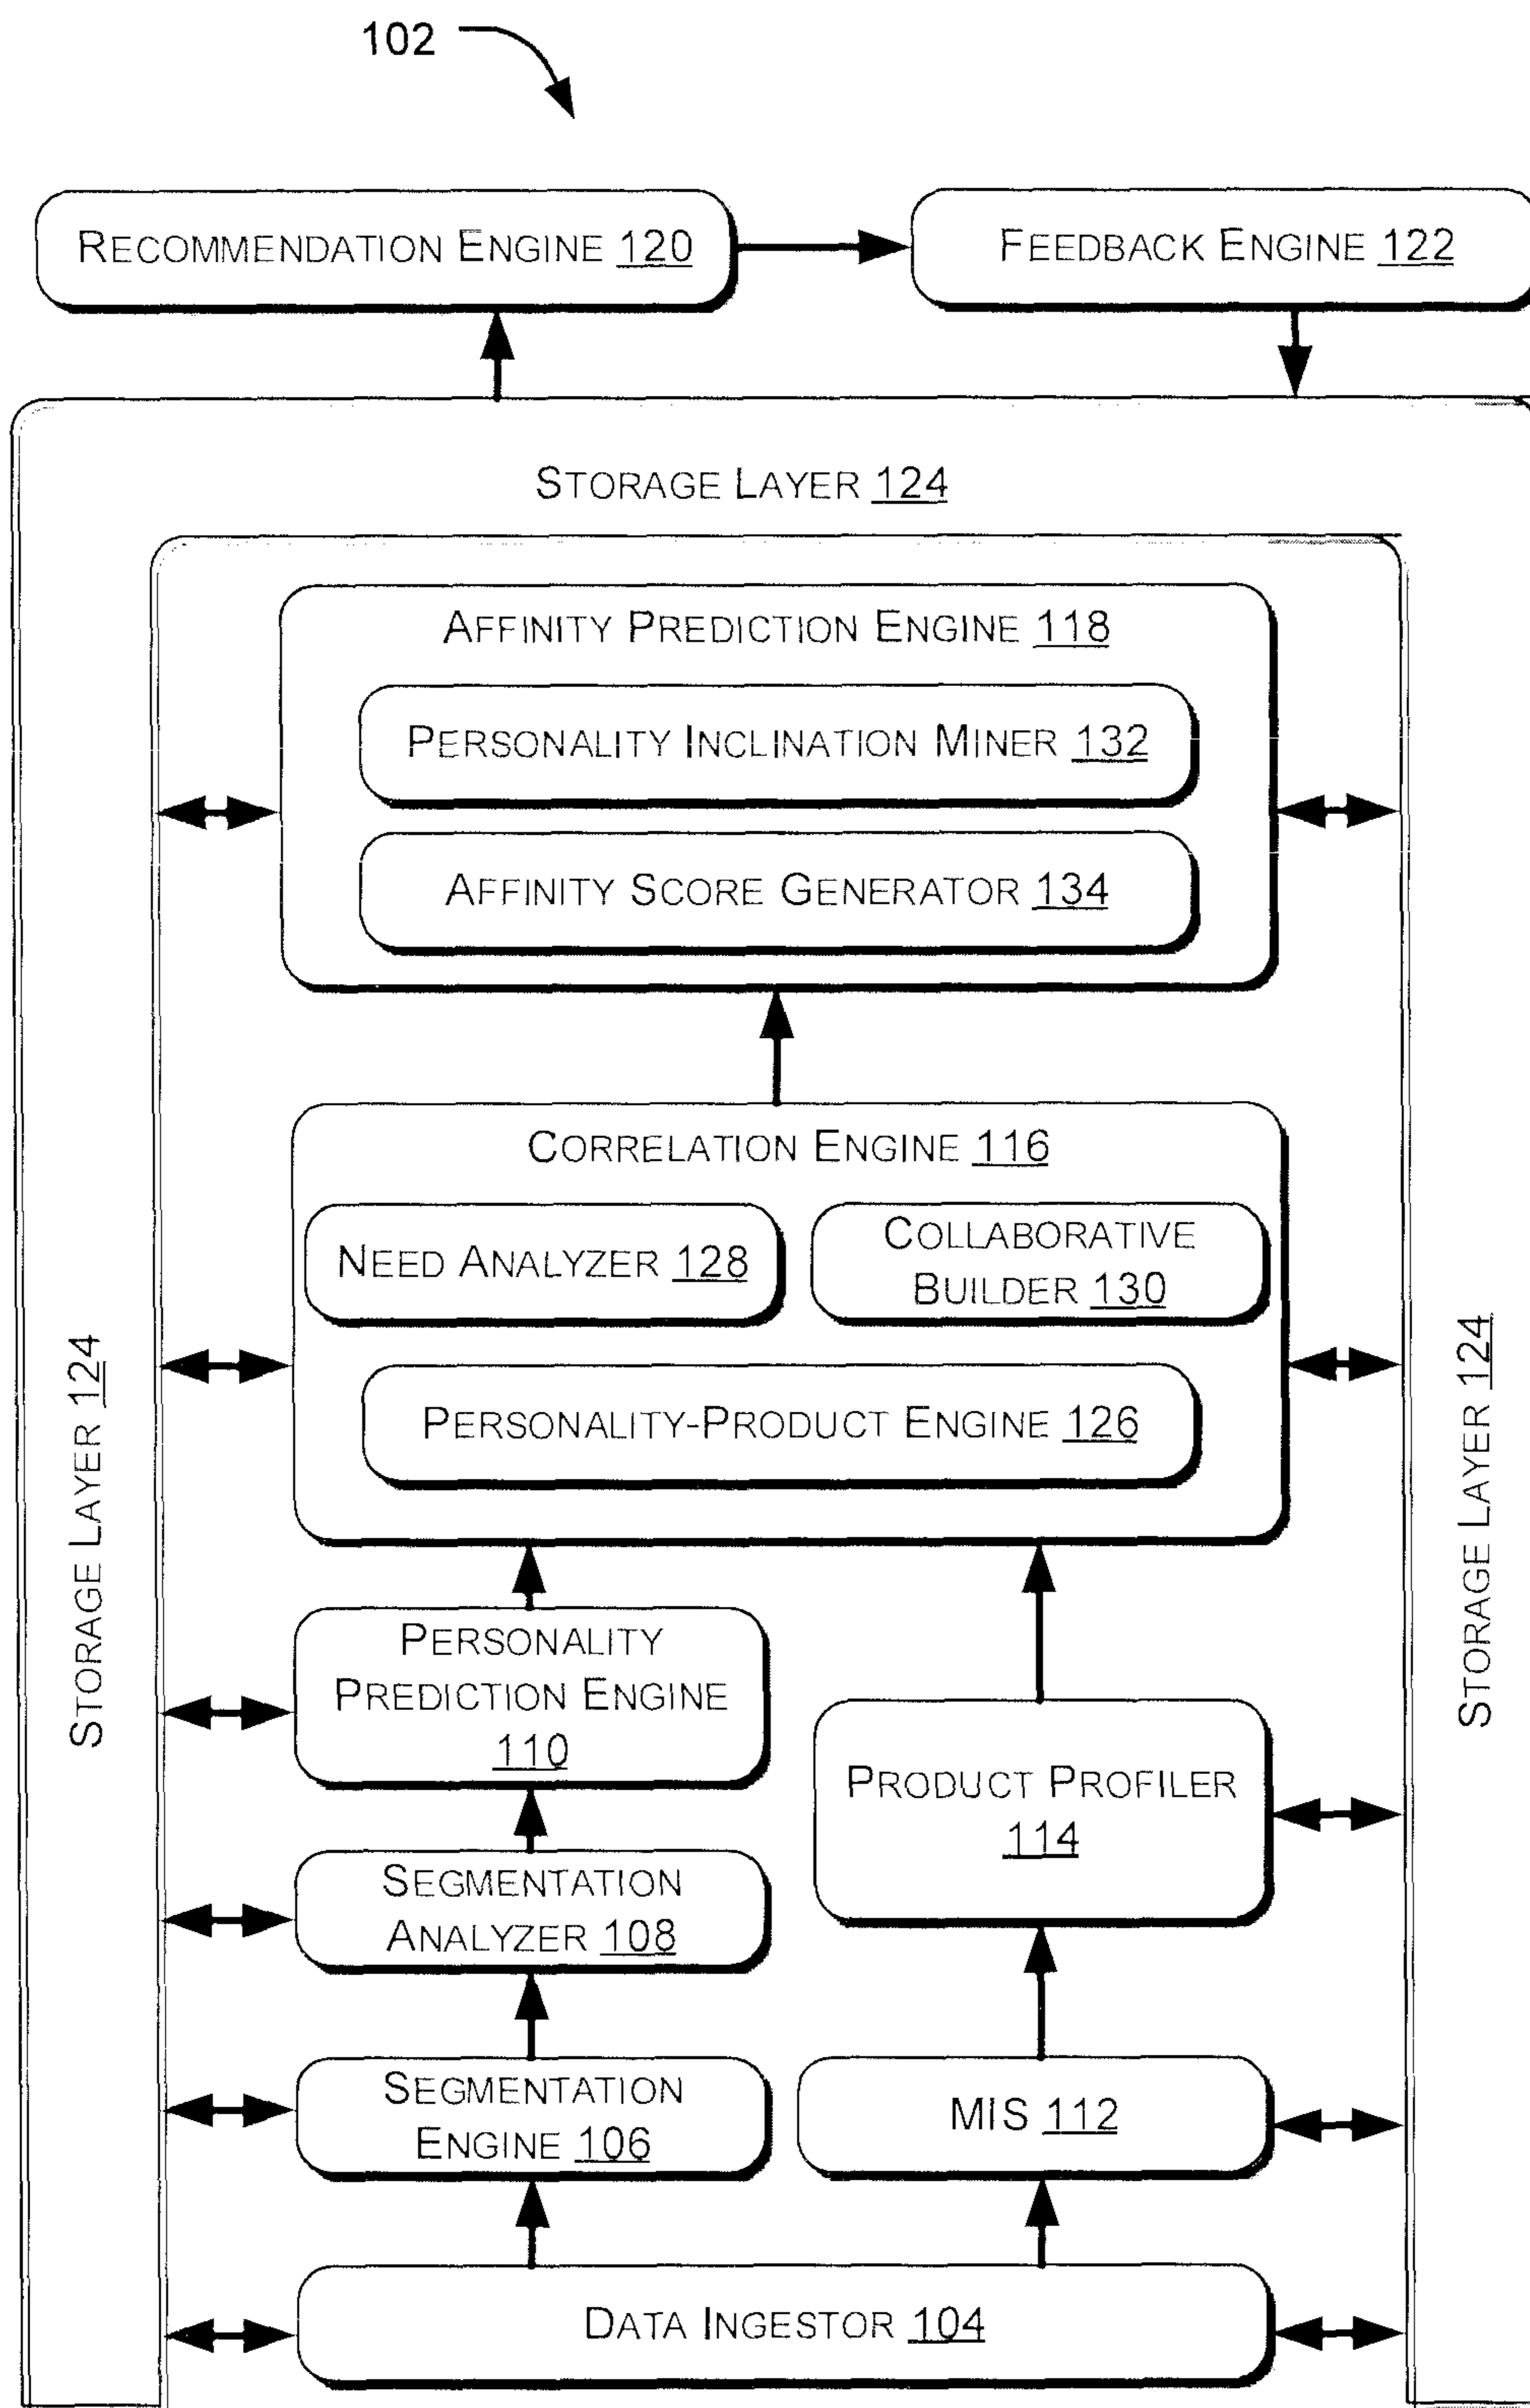 102
RECOMMENDATION ENGINE 120
FEEDBACK ENGINE 122
STORAGE LAYER 124
AFFINITY PREDICTION ENGINE 118
PERSONALITY INCLINATION MINER 132
AFFINITY SCORE GENERATOR 134
CORRELATION ENGINE 116
NEED ANALYZER 128
COLLABORATIVE
BUILDER 130
PERSONALITY-PRODUCT ENGINE 126
STORAGE LAYER 124
STORAGE LAYER 124
PERSONALITY
PREDICTION ENGINE
110
PRODUCT PROFILER
114
SEGMENTATION
ANALYZER 108
SEGMENTATION
ENGINE 106
MIS 112
DATA INGESTOR 104